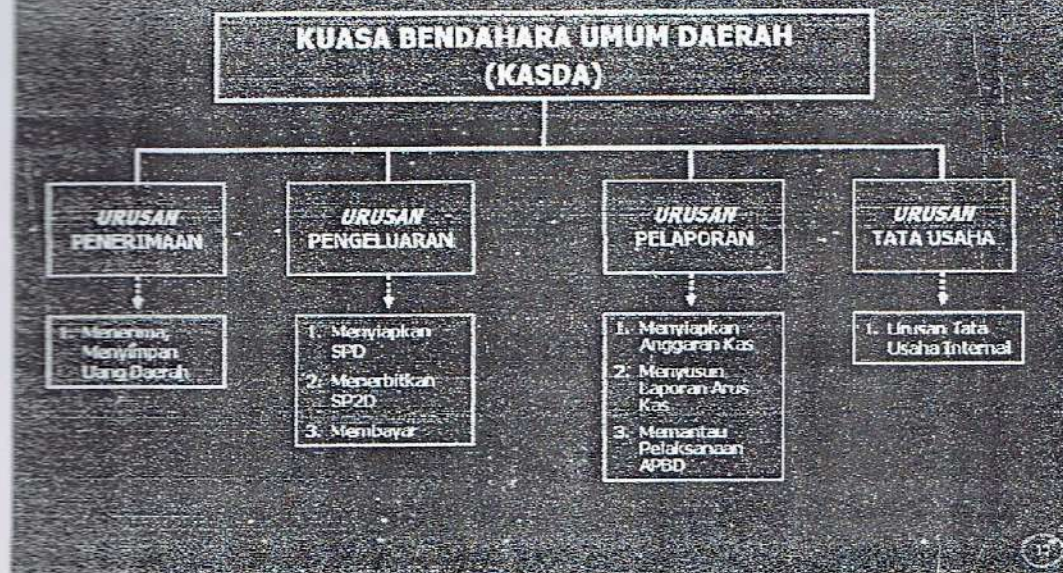 KUASA BENDAHARA UMUM DAERAH
(KASDA)
URUSAN
PENERIMAAN
1. Menerima,
Menyimpan
Uang Daerah
URUSAN
PENGELUARAN
1. Menyiapkan
SPD
2. Menerbitkan
SP2D
3. Membayar
URUSAN
PELAPORAN
1. Menyiapkan
Anggaran Kas
2. Menyusun
Laporan Arus
Kas
3. Memantau
Pelaksanaan
APBD
URUSAN
TATA USAHA
1. Urusan Tata
Usaha Internal